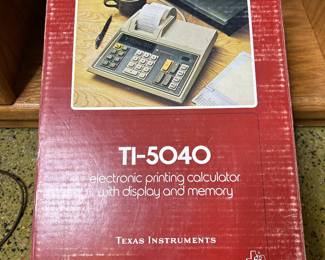 TI-5040
electronic printing calculator
with display and memory
TEXAS INSTRUMENTS